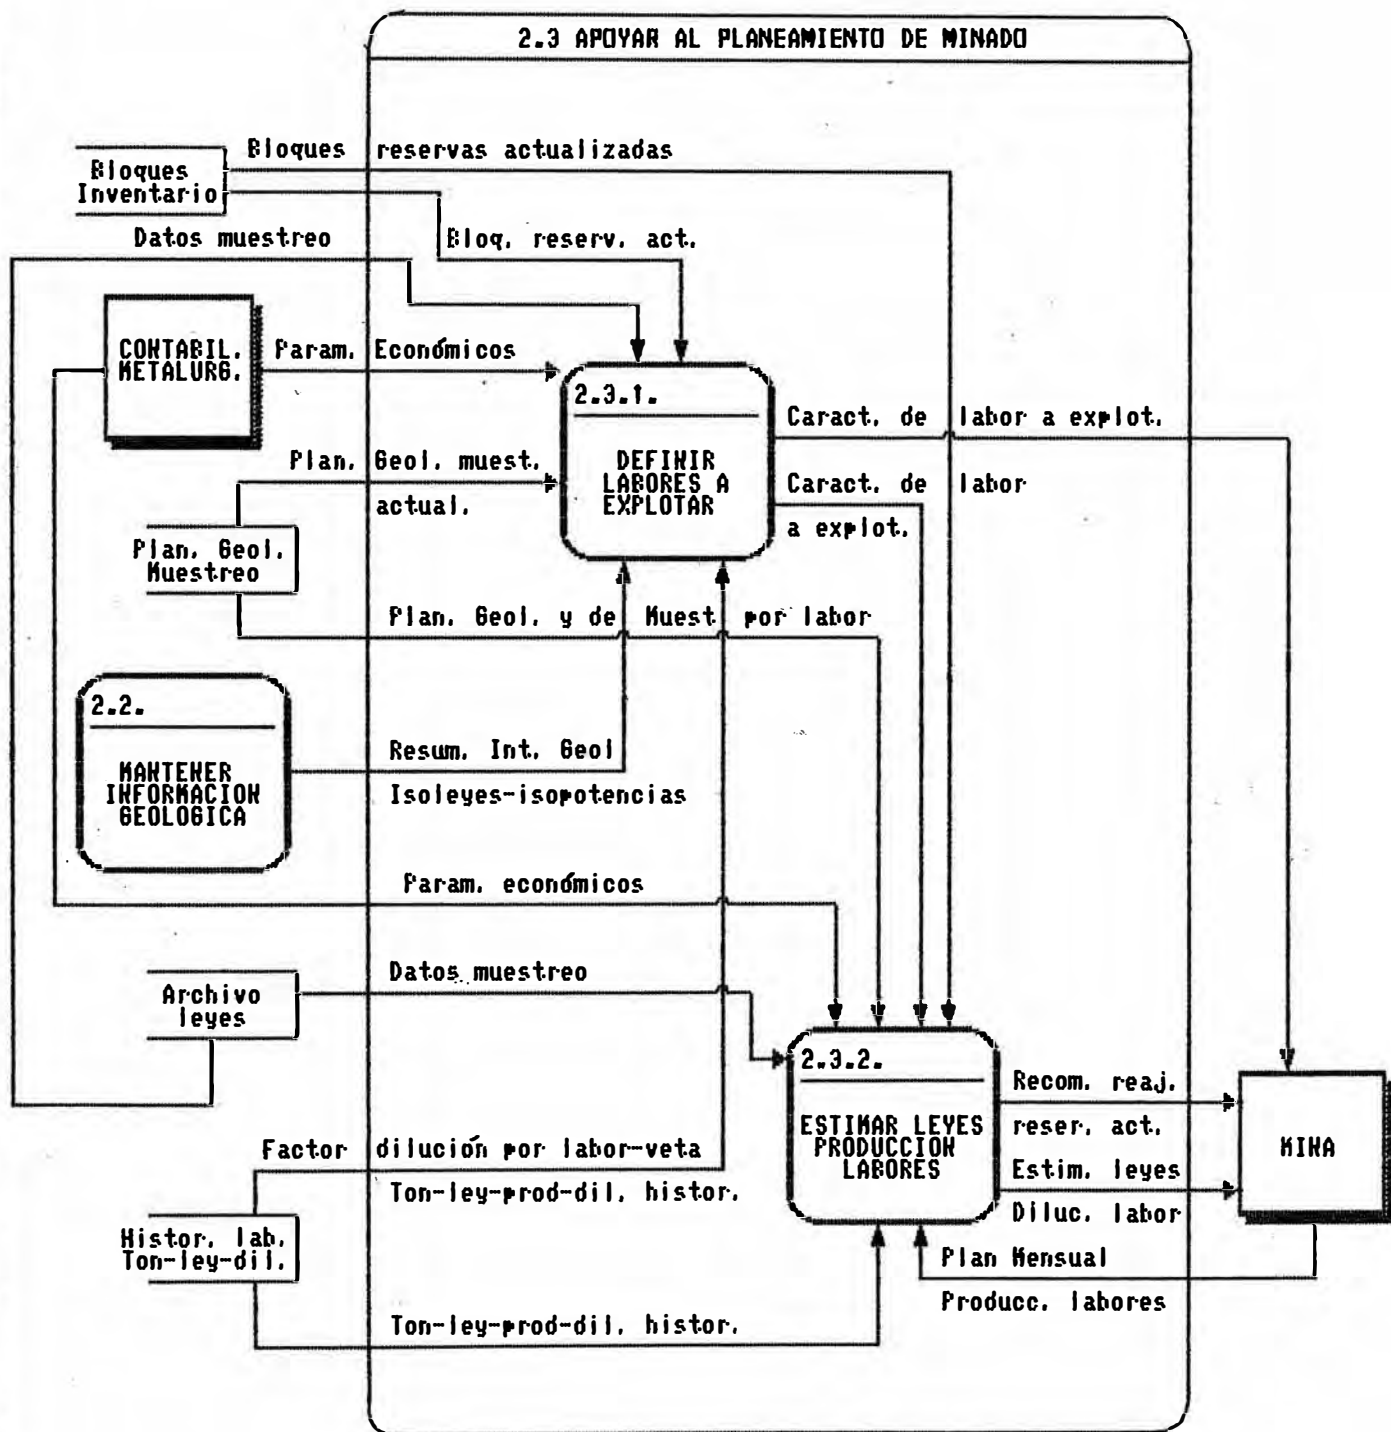 2.3 APOYAR AL PLANEAMIENTO DE MINADO
Bloques reservas actualizadas
Bloques
Inventario
Datos muestreo
Bloq. reserv. act.
CONTABIL.
METALURG.
Param. Económicos
2.3.1.
DEFINIR
LABORES A
EXPLOTAR
Caract. de labor a explot.
Plan. Geol. muest.
actual.
Caract. de labor
a explot.
Plan. Geol.
Muestreo
Plan. Geol. y de Muest por labor
2.2.
MANTENER
INFORMACION
GEOLOGICA
Resum. Int. Geol
Isoleyes-isopotencias
Param. económicos
Archivo
leyes
Datos muestreo
2.3.2.
ESTIMAR LEYES
PRODUCCION
LABORES
Recom. reaj.
reser. act.
Estim. leyes
Diluc. labor
MINA
Factor dilución por labor-veta
Ton-ley-prod-dil. histor.
Histor. lab.
Ton-ley-dil.
Plan Mensual
Producc. labores
Ton-ley-prod-dil. histor.